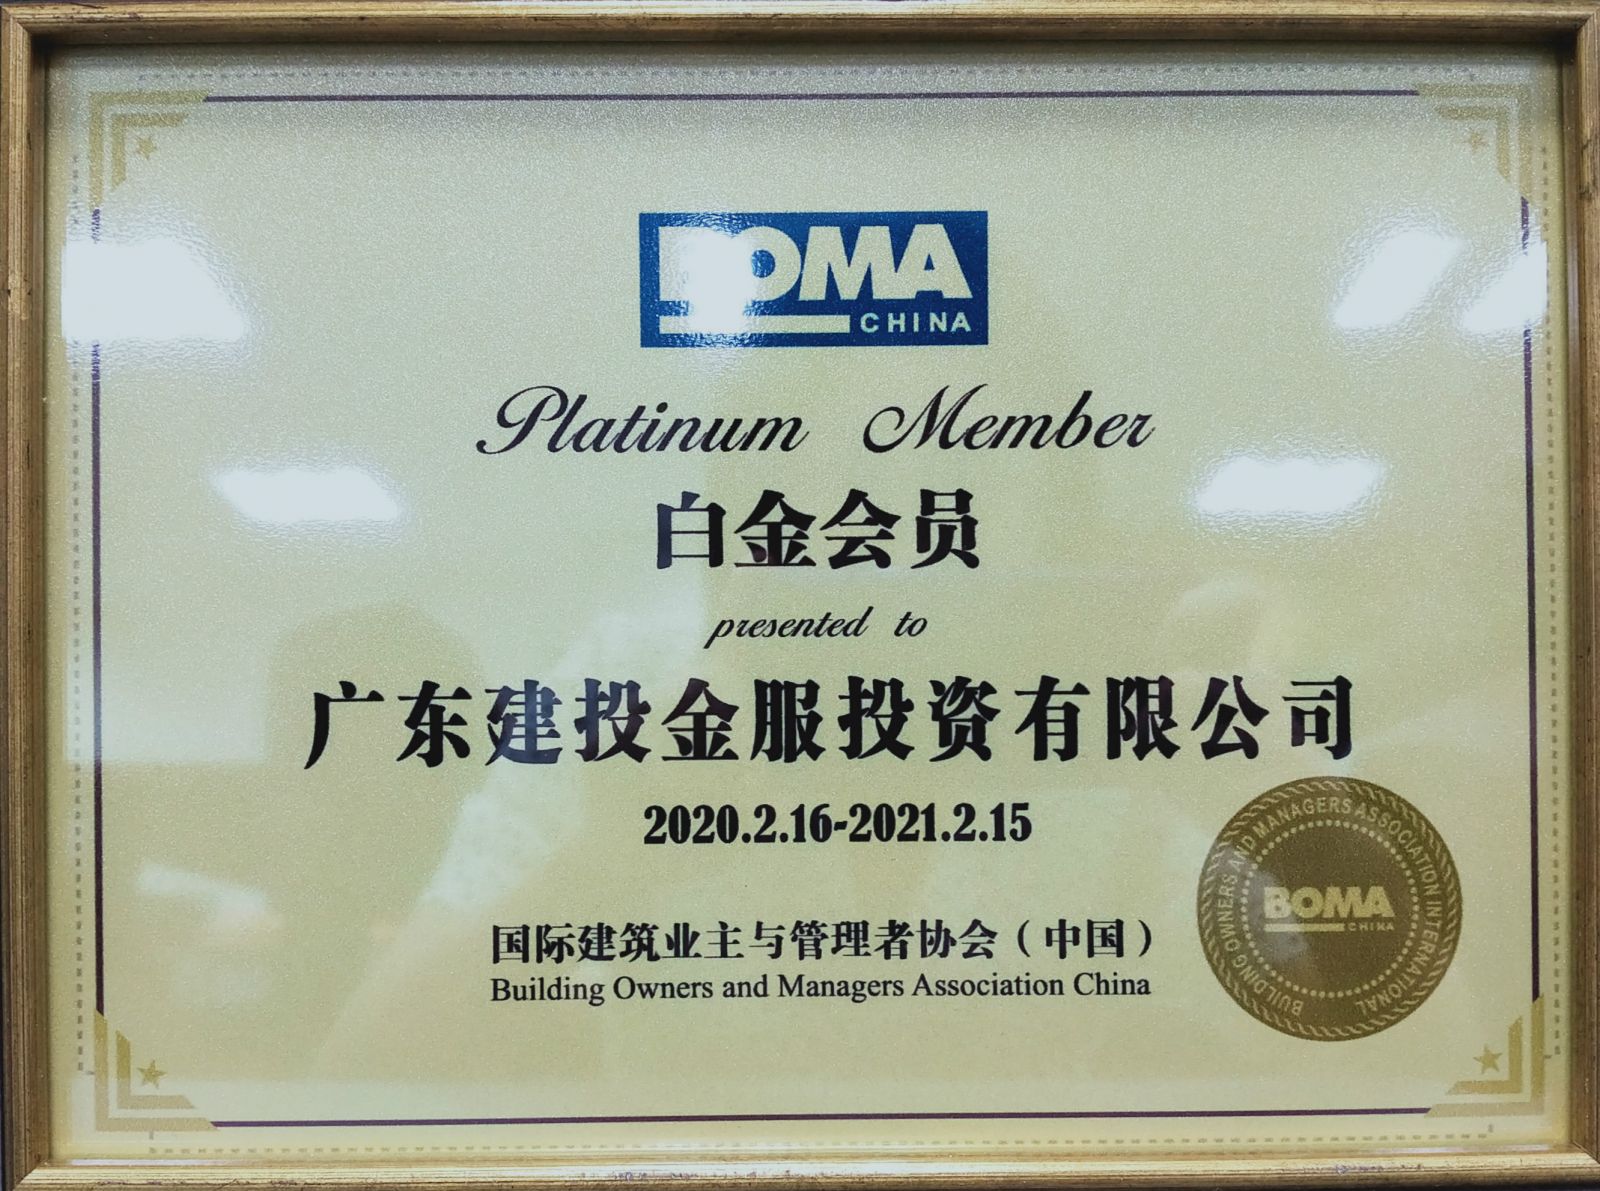 BOMA
CHINA
Platinum Member
白金会员
presented to
广东建投金服投资有限公司
2020.2.16-2021.2.15
国际建筑业主与管理者协会（中国）
Building Owners and Managers Association China
BUILDING OWNERS AND MANAGERS ASSOCIATION INTERNATIONAL
BOMA
CHINA